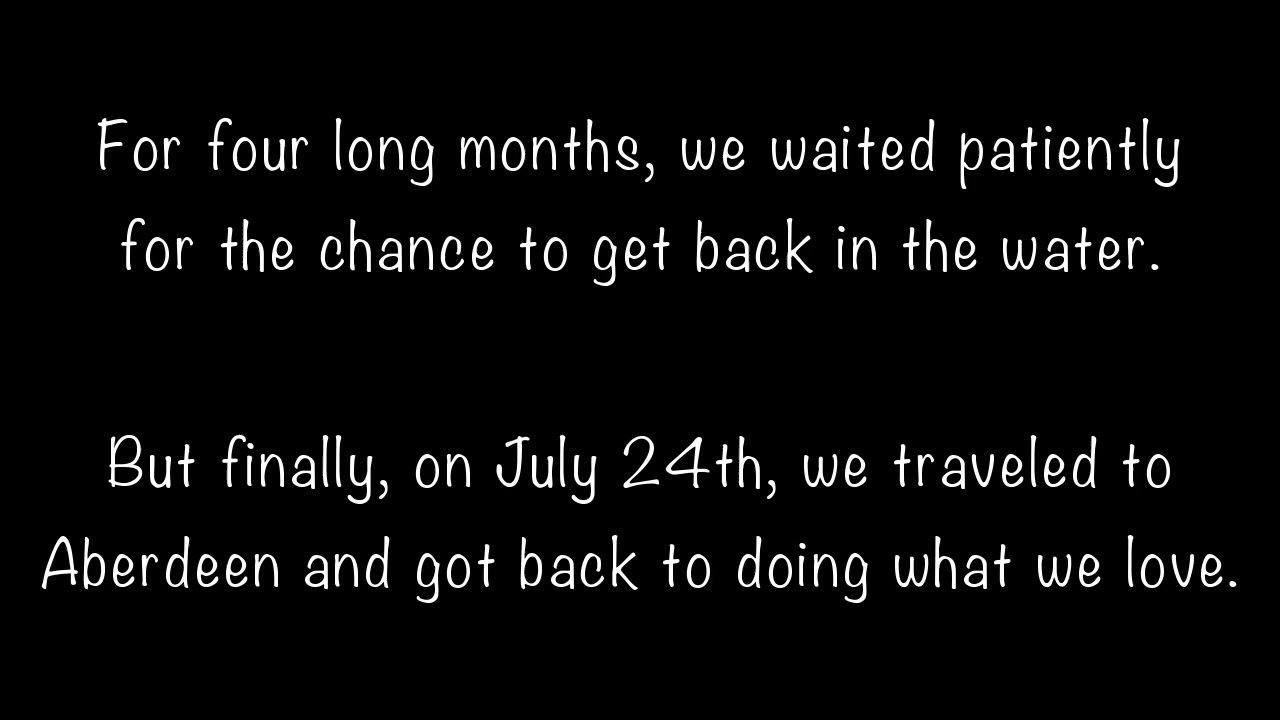 For four long months, we waited patiently
for the chance to get back in the water.
But finally, on July 24th, we traveled to
Aberdeen and got back to doing what we love.